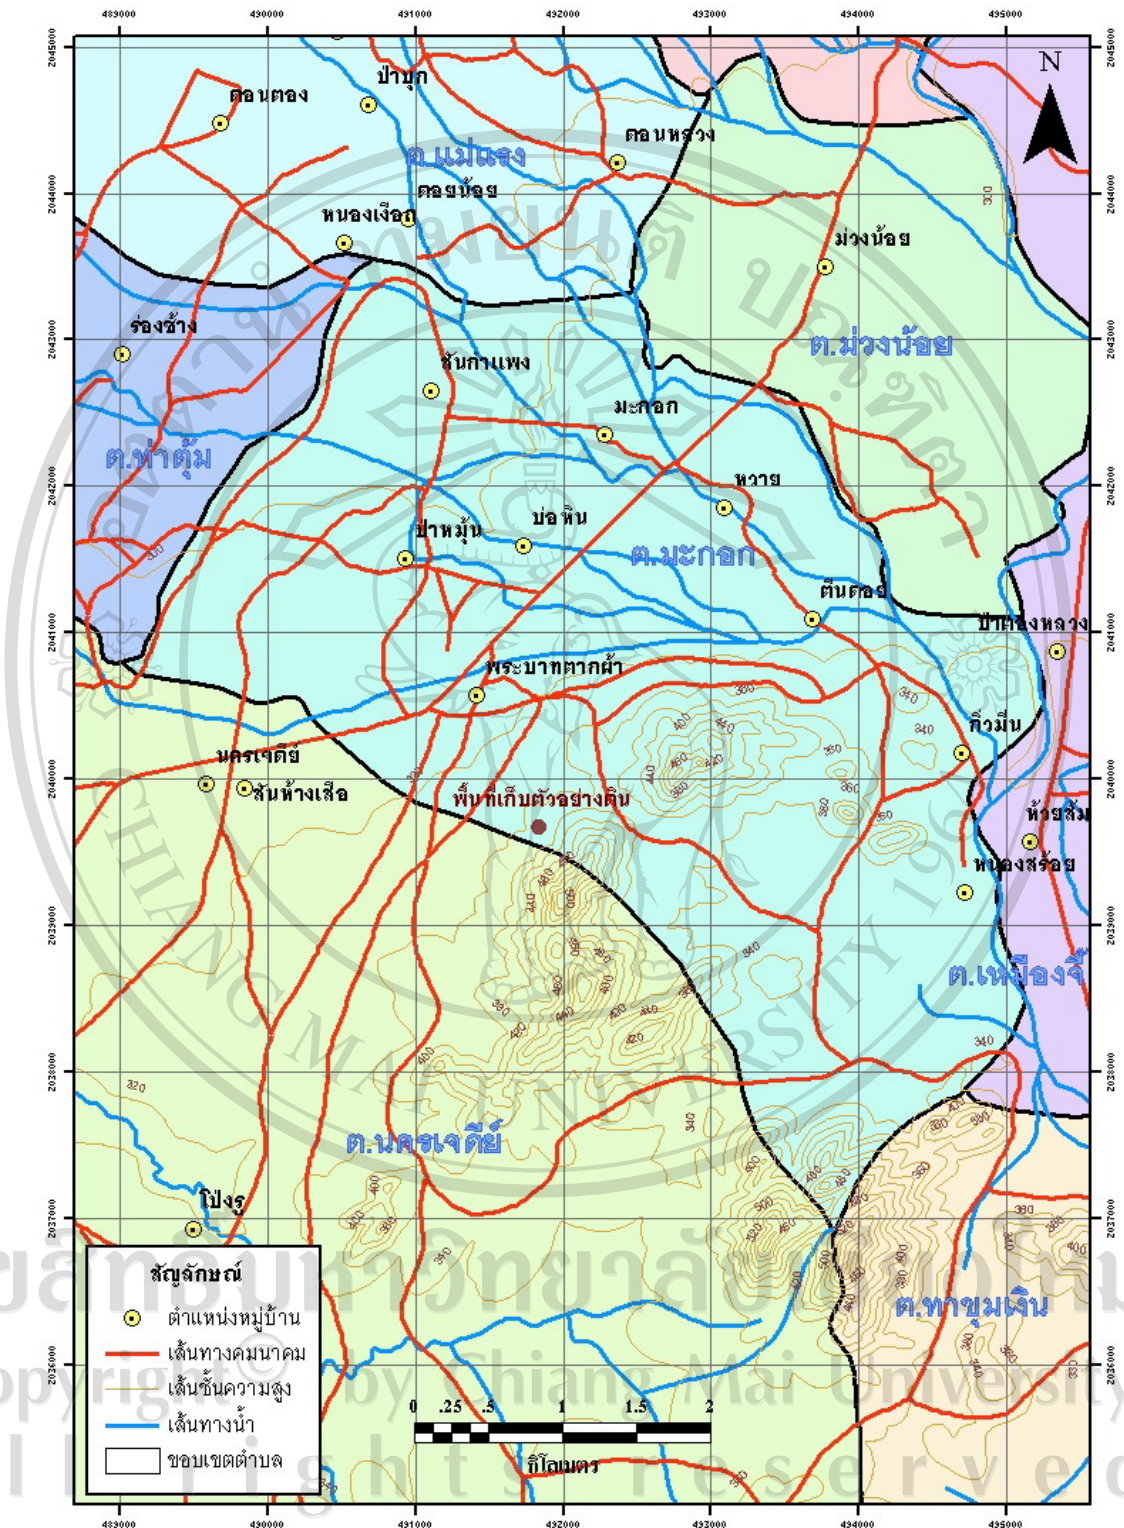 489000 490000 491000 492000 493000 494000 495000
2045000
2044000
2043000
2042000
2041000
2040000
2039000
2038000
2037000
2036000
N
ป่าบุก
ดอนตอง
ดอนหลวง
ต.แม่แรง
ดอยน้อย
หนองเงือก
ม่วงน้อย
ร่องช้าง
ต.ม่วงน้อย
สันกำแพง
มะกอก
ต.ท่าตุ้ม
หวาย
บ่อหิน
ป่าหมุ้น
ต.มะกอก
ตีนดอย
ป่าตึงหลวง
พระบาทตากผ้า
กิ่วมื่น
นครเจดีย์
สันห้างเสือ
พื้นที่เก็บตัวอย่างดิน
ห้วยส้ม
หนองสร้อย
ต.เหมืองจี้
ต.นครเจดีย์
โป่งรู
ต.ทาขุมเงิน
สัญลักษณ์
ตำแหน่งหมู่บ้าน
เส้นทางคมนาคม
เส้นชั้นความสูง
เส้นทางน้ำ
ขอบเขตตำบล
0 .25 .5 1 1.5 2
กิโลเมตร
CHIANG MAI UNIVERSITY 1964
Copyright© by Chiang Mai University
All rights reserved
489000 490000 491000 492000 493000 494000 495000